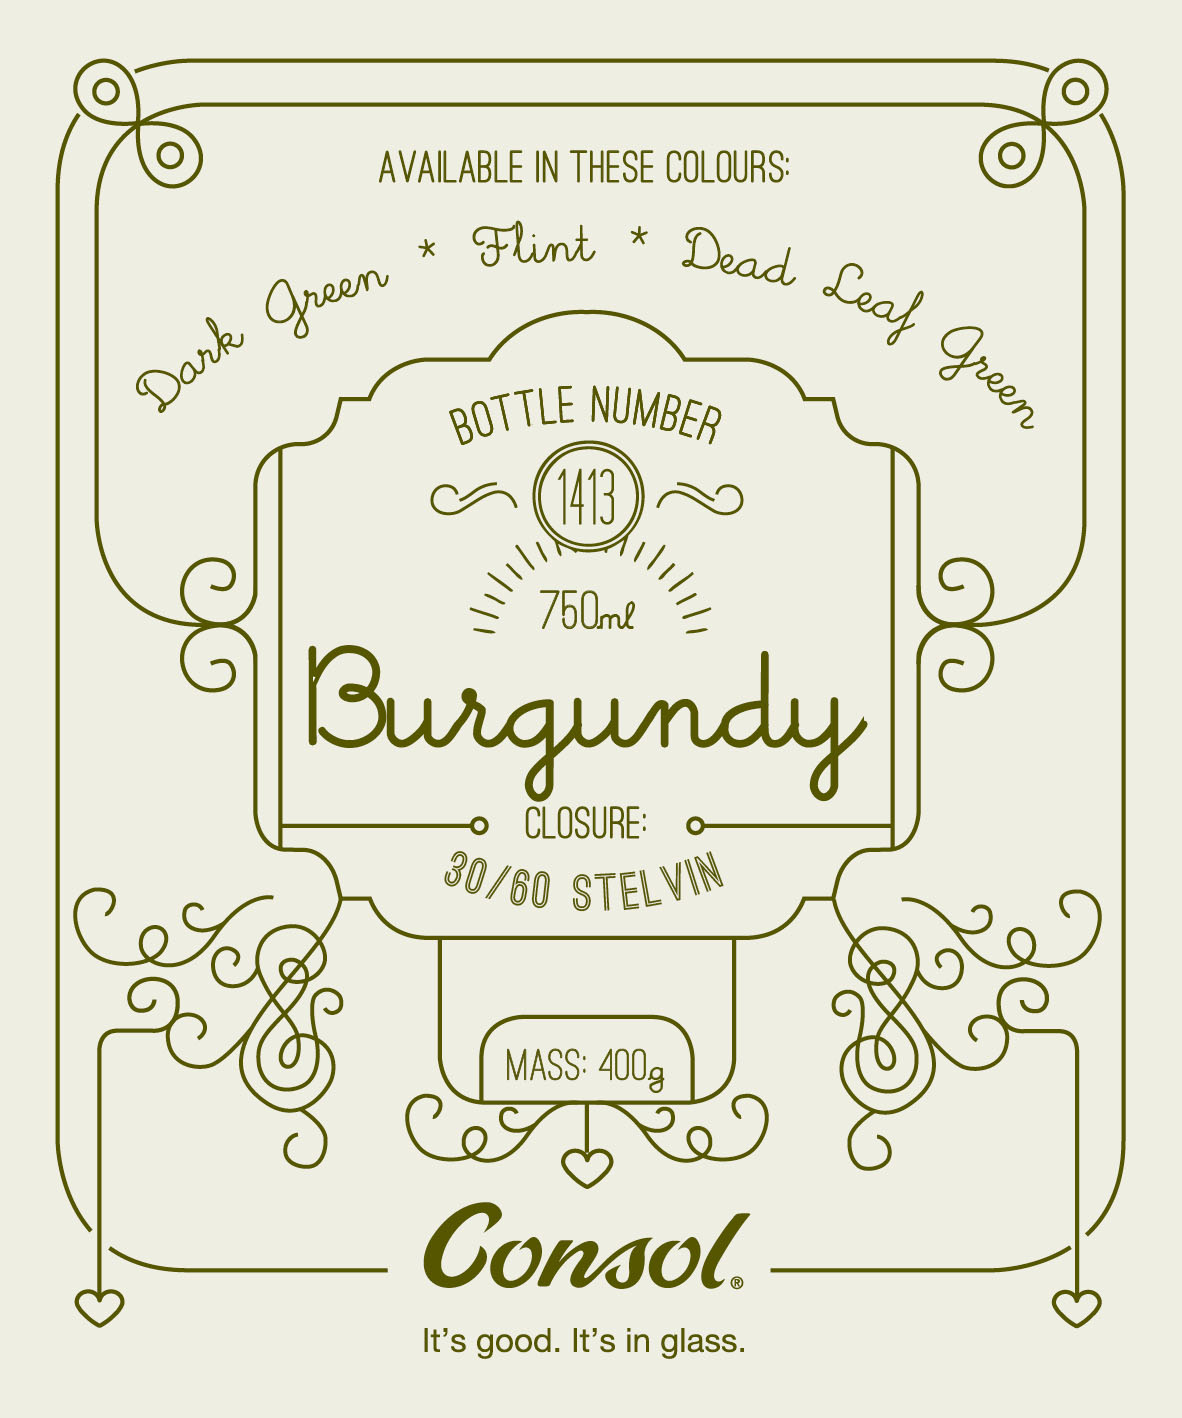 AVAILABLE IN THESE COLOURS:
Dark Green * Flint * Dead Leaf Green
BOTTLE NUMBER
1413
750ml
Burgundy
CLOSURE:
30/60 STELVIN
MASS: 400g
Consol®
It's good. It's in glass.